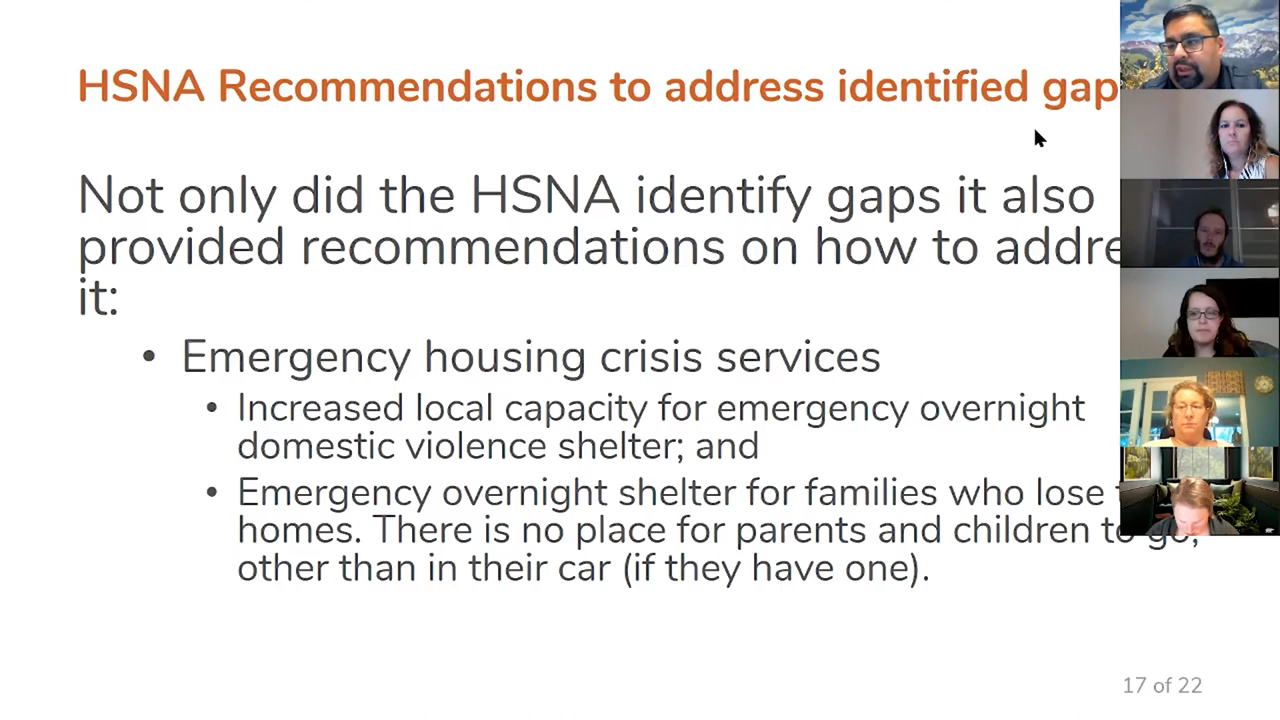 HSNA Recommendations to address identified gap
Not only did the HSNA identify gaps it also
provided recommendations on how to addre
it:
• Emergency housing crisis services
• Increased local capacity for emergency overnight
domestic violence shelter; and
• Emergency overnight shelter for families who lose
homes. There is no place for parents and children to go,
other than in their car (if they have one).
17 of 22